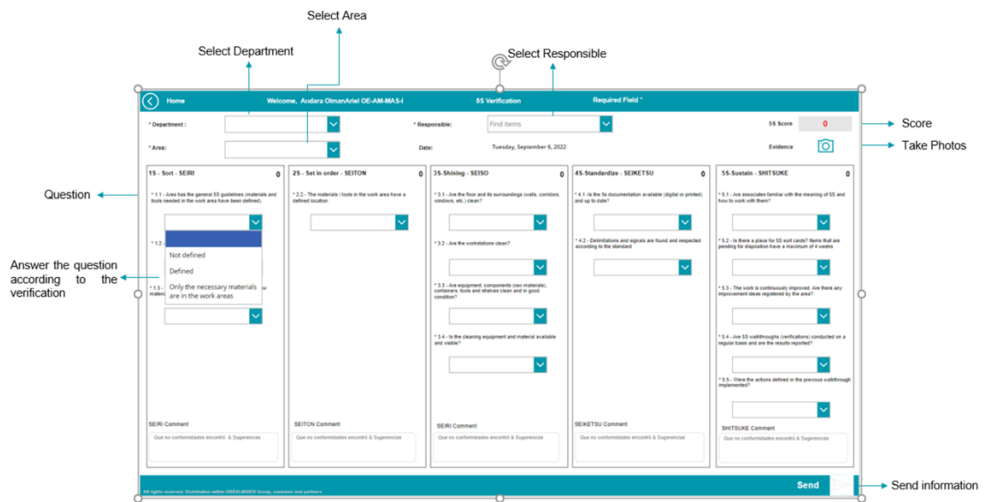 Select Area
Select Department
Select Responsible
Home
Welcome, Andara OlmanAriel OE-AM-MAS-I
5S Verification
Required Field *
* Department :
* Responsible:
Find items
5S Score
0
Score
* Area:
Date:
Tuesday, September 6, 2022
Evidence
Take Photos
1S - Sort - SEIRI
0
Question
* 1.1 - Area has the general 5S guidelines (materials and
tools needed in the work area have been defined).
* 1.2 -
Not defined
Defined
Only the necessary materials
are in the work areas
Answer the question
according to the
verification
* 1.3 -
SEIRI Comment
Que no conformidades encontró & Sugerencias
2S - Set in order - SEITON
0
* 2.2 - The materials / tools in the work area have a
defined location.
SEITON Comment
Que no conformidades encontró & Sugerencias
3S-Shining - SEISO
0
* 3.1 - Are the floor and its surroundings (walls, corridors,
windows, etc.) clean?
* 3.2 - Are the workstations clean?
* 3.3 - Are equipment, components (raw materials),
containers, tools and shelves clean and in good
condition?
* 3.4 - Is the cleaning equipment and material available
and visible?
SEIRI Comment
Que no conformidades encontró & Sugerencias
4S-Standardize - SEIKETSU
0
* 4.1 -Is the 5s documentation available (digital or printed)
and up to date?
* 4.2 - Delimitations and signals are found and respected
according to the standard
SEIKETSU Comment
Que no conformidades encontró & Sugerencias
5S-Sustain - SHITSUKE
0
* 5.1 - Are associates familiar with the meaning of 5S and
how to work with them?
* 5.2 - Is there a place for 5S sort cards? Items that are
pending for disposition have a maximum of 4 weeks
* 5.3 - The work is continuously improved. Are there any
improvement ideas registered by the area?
* 5.4 - Are 5S walkthroughs (verifications) conducted on a
regular basis and are the results reported?
* 5.5 - Were the actions defined in the previous walkthrough
implemented?
SHITSUKE Comment
Que no conformidades encontró & Sugerencias
All rights reserved. Distribution within DRÄXLMAIER Group, customer and partners
Send
Send information